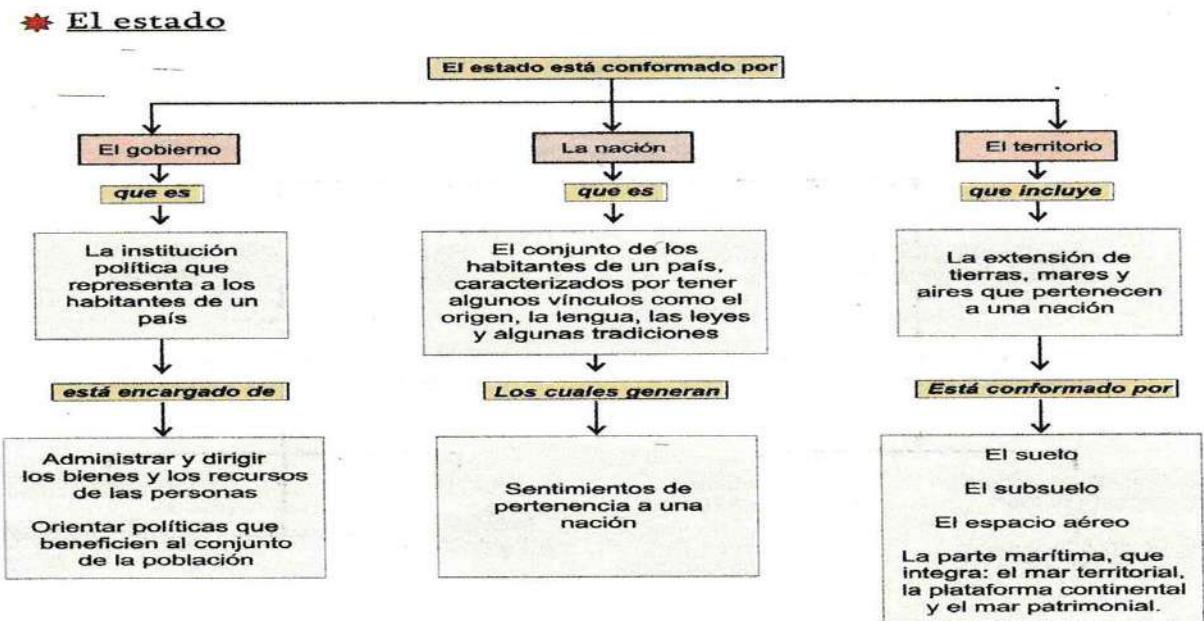 El estado
El estado está conformado por
El gobierno
que es
La institución
política que
representa a los
habitantes de un
país
está encargado de
Administrar y dirigir
los bienes y los recursos
de las personas
Orientar políticas que
beneficien al conjunto
de la población
La nación
que es
El conjunto de los
habitantes de un país,
caracterizados por tener
algunos vínculos como el
origen, la lengua, las leyes
y algunas tradiciones
Los cuales generan
Sentimientos de
pertenencia a una
nación
El territorio
que incluye
La extensión de
tierras, mares y
aires que pertenecen
a una nación
Está conformado por
El suelo
El subsuelo
El espacio aéreo
La parte marítima, que
integra: el mar territorial,
la plataforma continental
y el mar patrimonial.